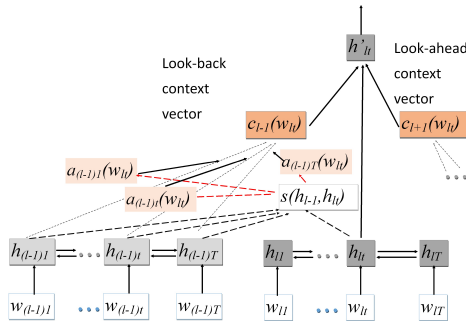 h'lt
Look-back
context
vector
Look-ahead
context
vector
cl-1(wlt)
cl+1(wlt)
a(l-1)1(wlt)
a(l-1)T(wlt)
a(l-1)t(wlt)
s(hl-1,hlt)
h(l-1)1
h(l-1)t
h(l-1)T
hl1
hlt
hlT
w(l-1)1
w(l-1)t
w(l-1)T
wl1
wlt
wlT